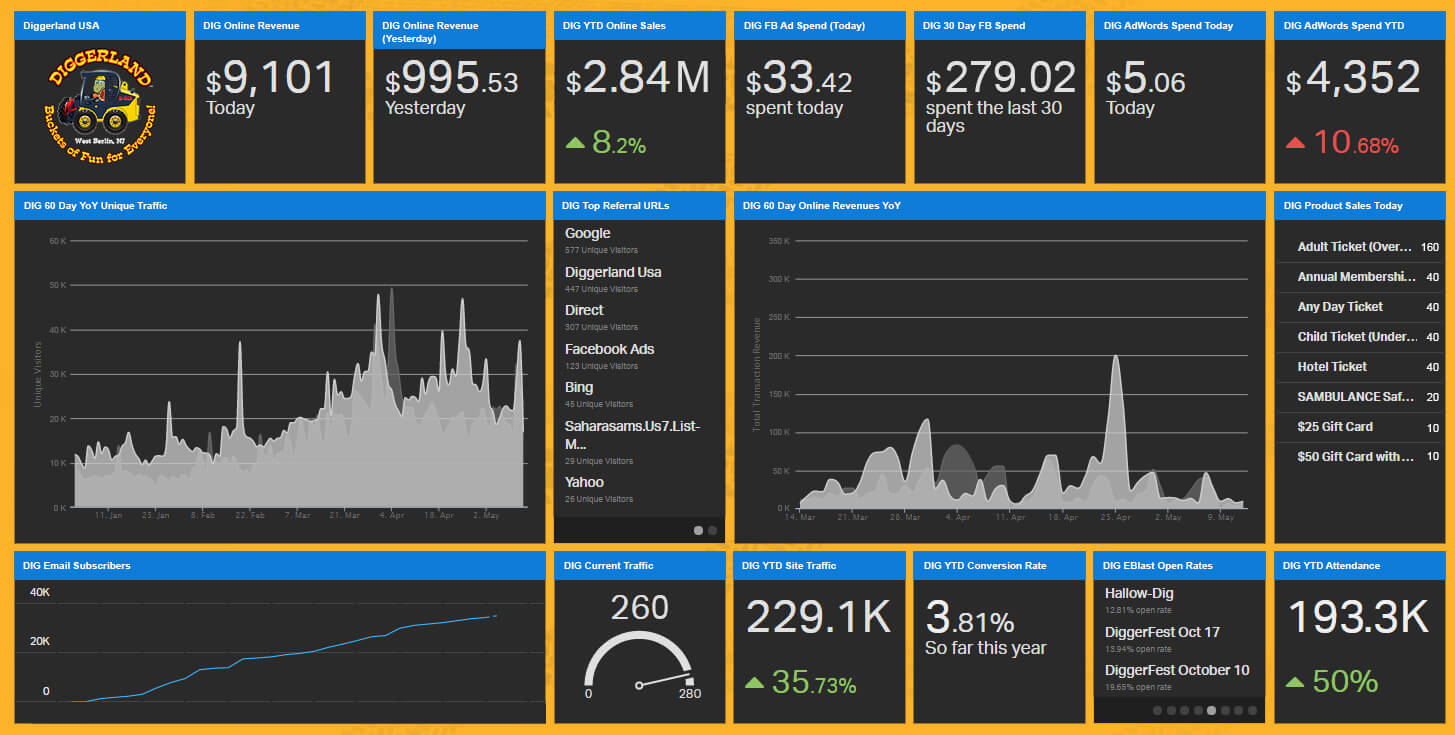 Diggerland USA
DIGGERLAND
West Berlin, NJ
Buckets of Fun for Everyone!
DIG Online Revenue
$9,101
Today
DIG Online Revenue
(Yesterday)
$995.53
Yesterday
DIG YTD Online Sales
$2.84M
8.2%
DIG FB Ad Spend (Today)
$33.42
spent today
DIG 30 Day FB Spend
$279.02
spent the last 30
days
DIG AdWords Spend Today
$5.06
Today
DIG AdWords Spend YTD
$4,352
10.68%
DIG 60 Day YoY Unique Traffic
Unique Visitors
60 K
50 K
40 K
30 K
20 K
10 K
0 K
11. Jan 25. Jan 8. Feb 22. Feb 7. Mar 21. Mar 4. Apr 18. Apr 2. May
DIG Top Referral URLs
Google
577 Unique Visitors
Diggerland Usa
447 Unique Visitors
Direct
307 Unique Visitors
Facebook Ads
123 Unique Visitors
Bing
45 Unique Visitors
Saharasams.Us7.List-
M...
29 Unique Visitors
Yahoo
26 Unique Visitors
DIG 60 Day Online Revenues YoY
Total Transaction Revenue
350 K
300 K
250 K
200 K
150 K
100 K
50 K
0 K
14. Mar 21. Mar 28. Mar 4. Apr 11. Apr 18. Apr 25. Apr 2. May 9. May
DIG Product Sales Today
Adult Ticket (Over... 160
Annual Membershi... 40
Any Day Ticket 40
Child Ticket (Under... 40
Hotel Ticket 40
SAMBULANCE Saf... 20
$25 Gift Card 10
$50 Gift Card with ... 10
DIG Email Subscribers
40K
20K
0
DIG Current Traffic
260
0 280
DIG YTD Site Traffic
229.1K
35.73%
DIG YTD Conversion Rate
3.81%
So far this year
DIG EBlast Open Rates
Hallow-Dig
12.81% open rate
DiggerFest Oct 17
13.94% open rate
DiggerFest October 10
19.65% open rate
DIG YTD Attendance
193.3K
50%